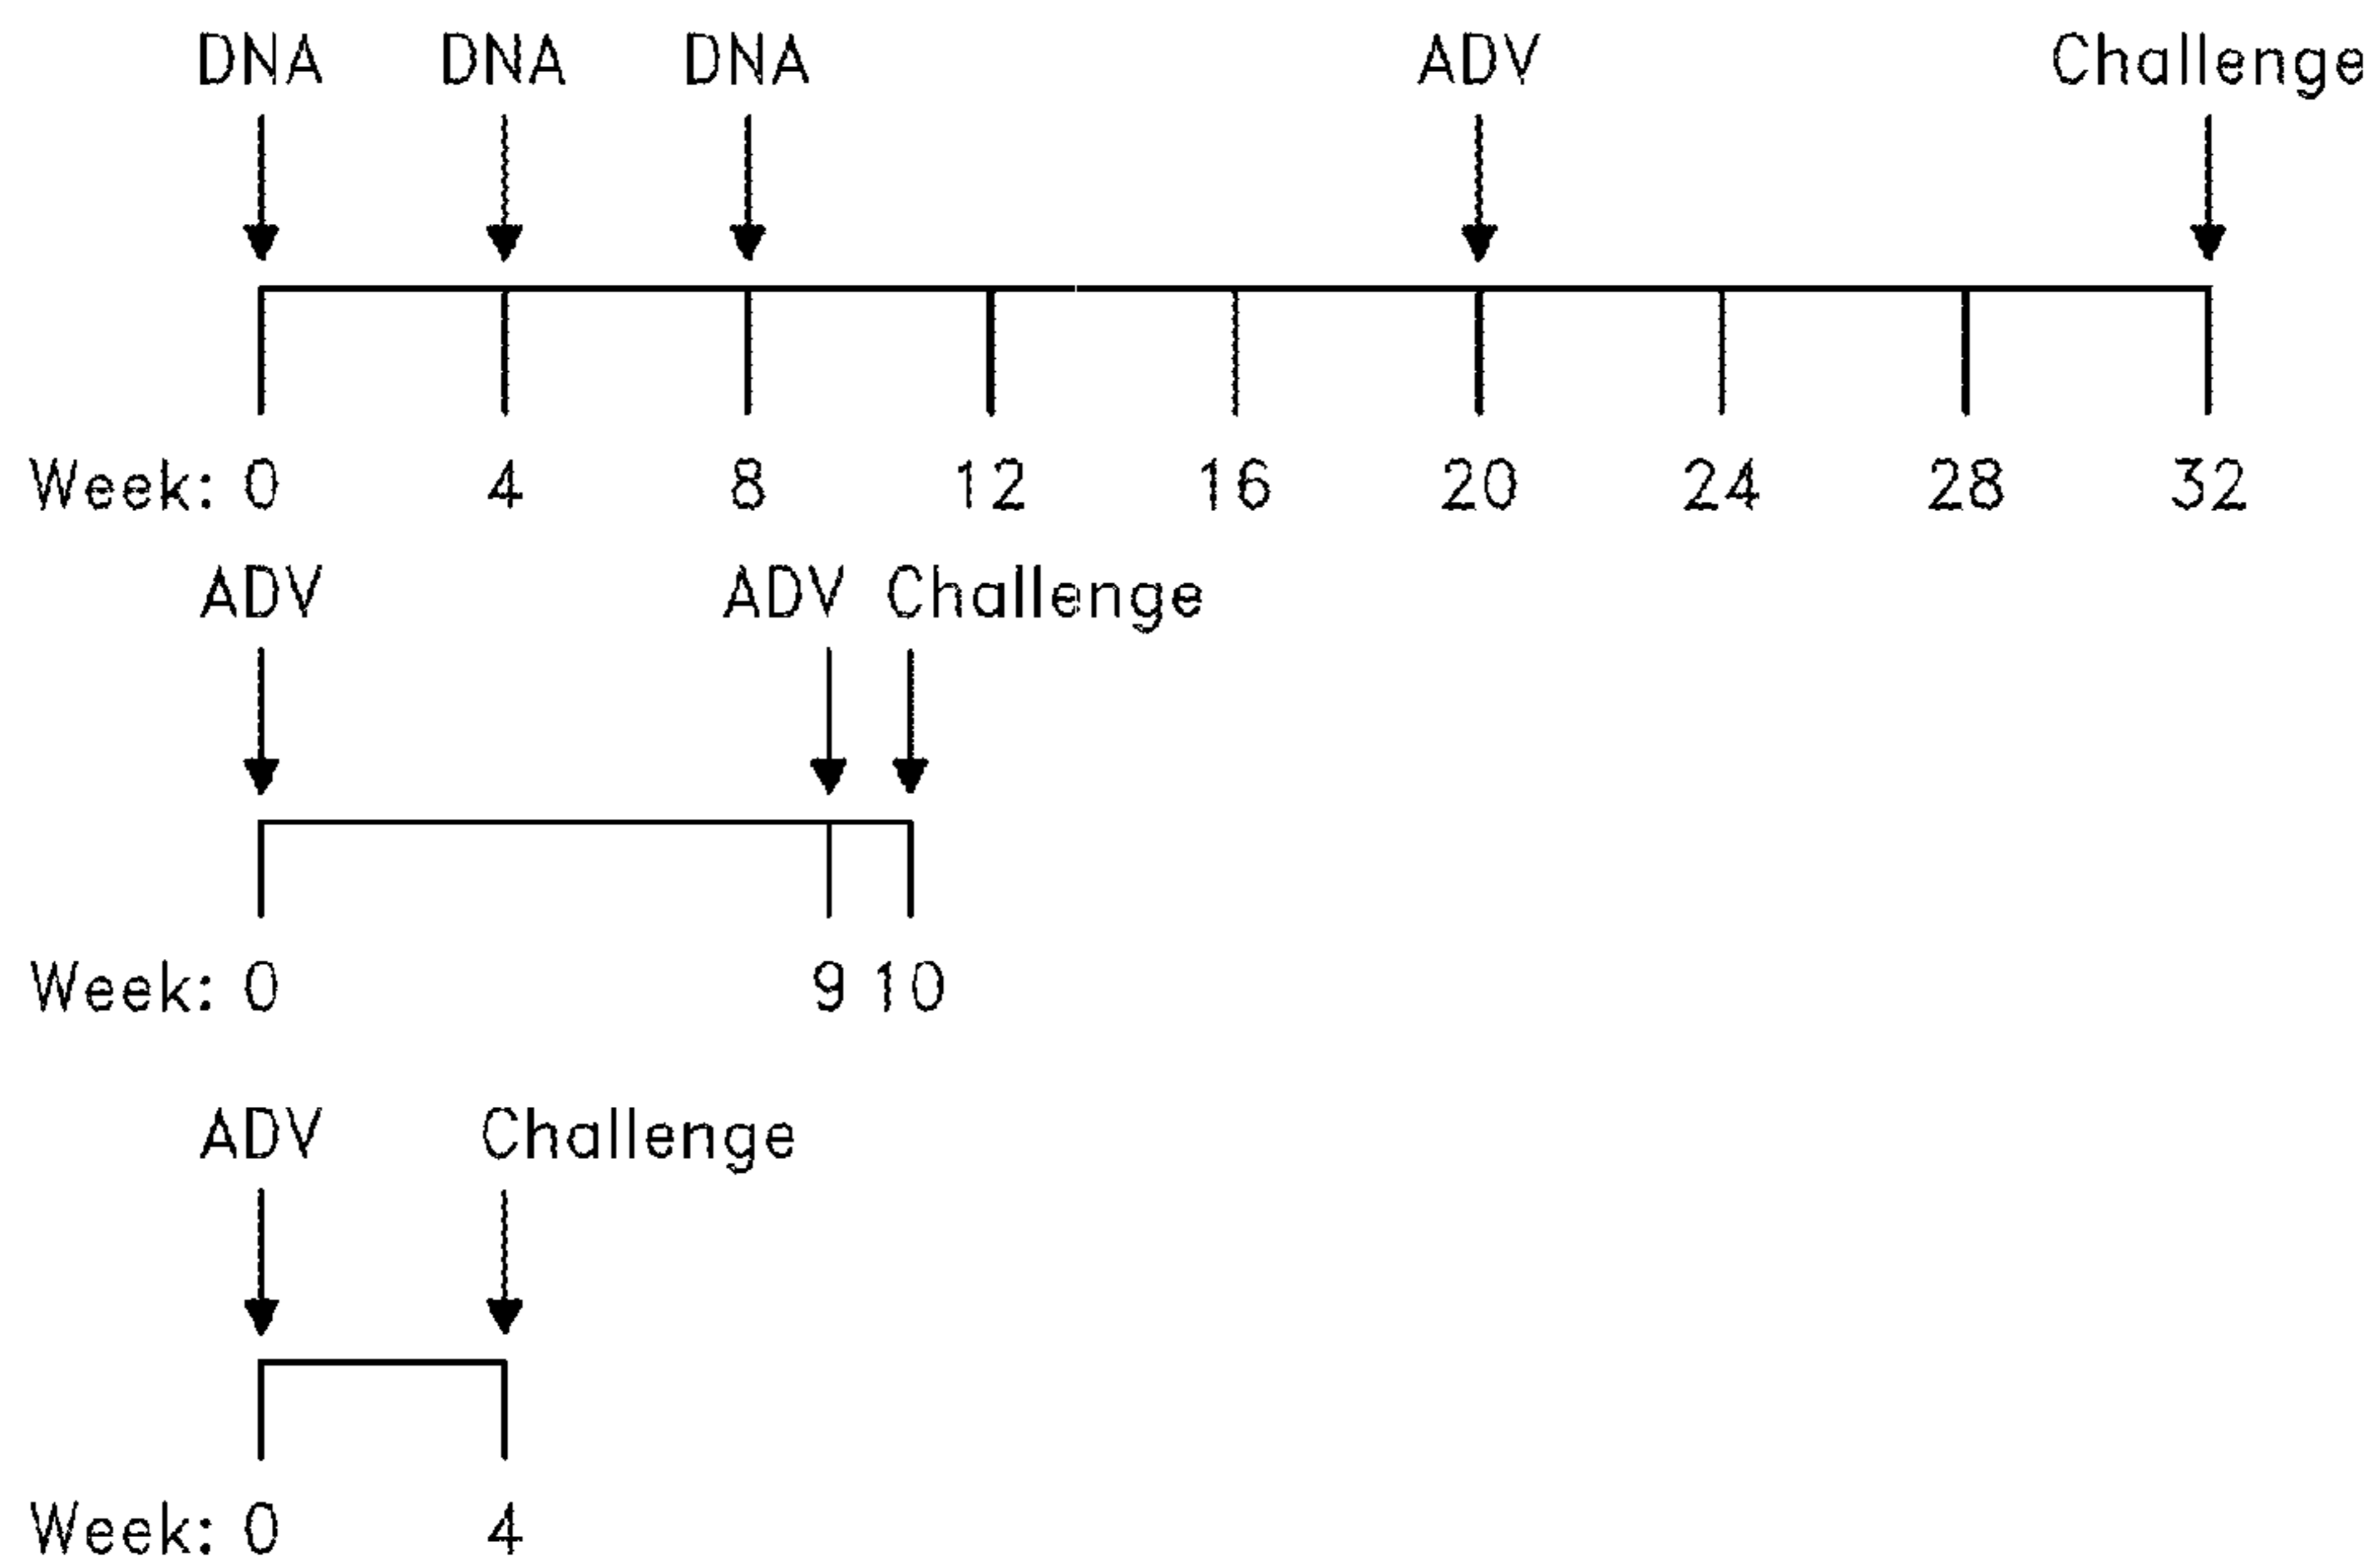 DNA DNA DNA ADV Challenge
Week: 0 4 8 12 16 20 24 28 32
ADV ADV Challenge
Week: 0 9 10
ADV Challenge
Week: 0 4